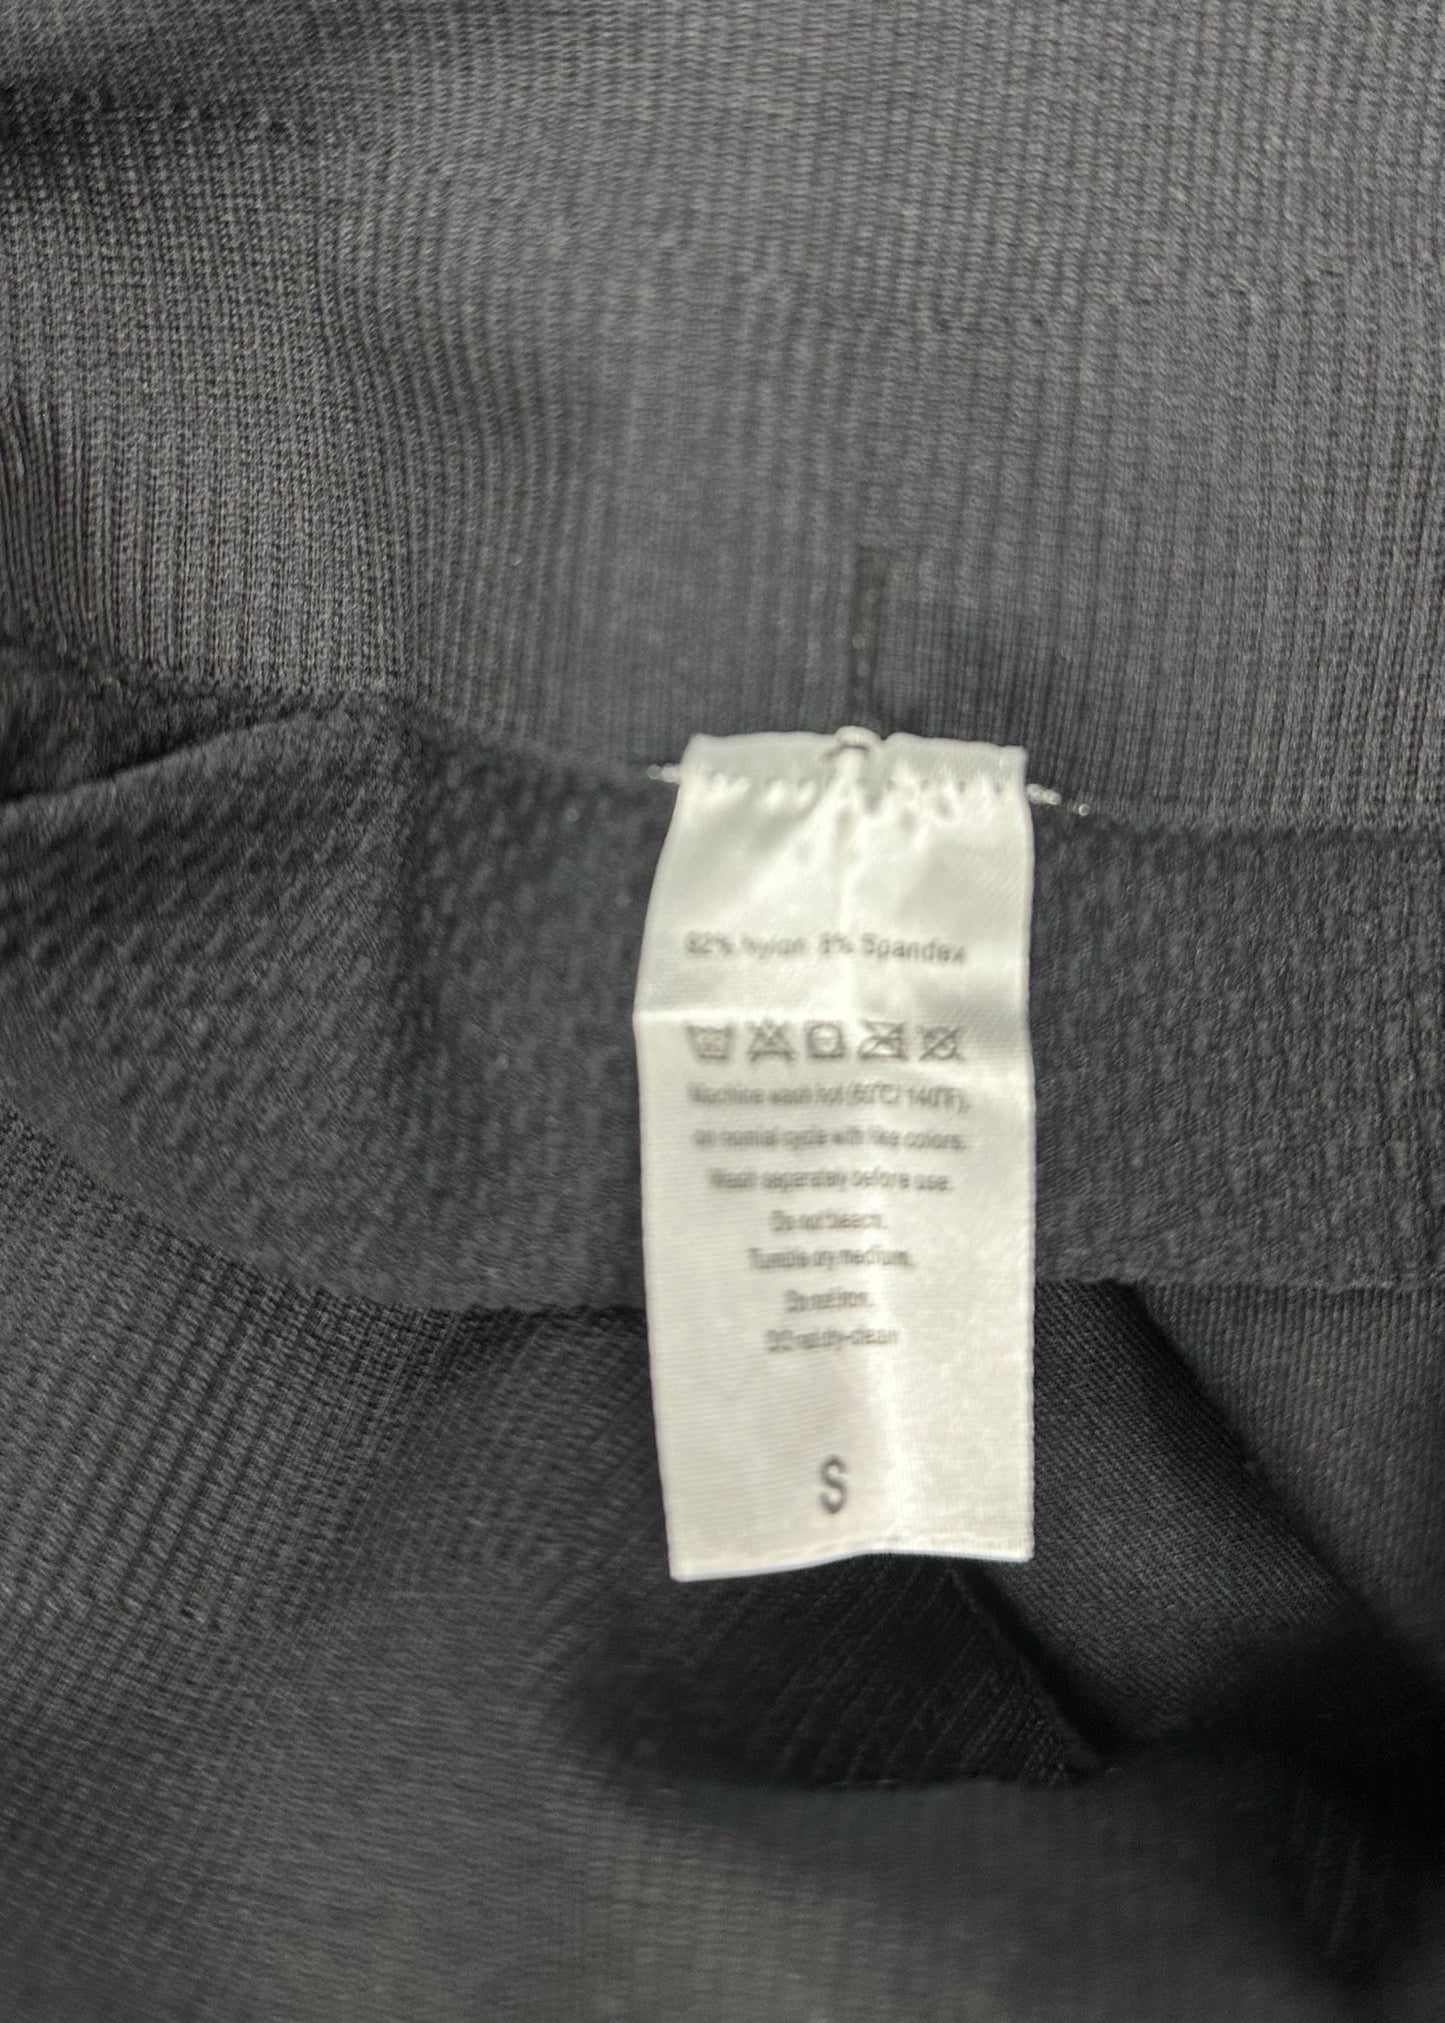 92% Nylon 8% Spandex
Machine wash hot (60°C/ 140°F),
on normal cycle with like colors.
Wash separately before use.
Do not bleach.
Tumble dry medium.
Do not iron.
DO not dry-clean
S